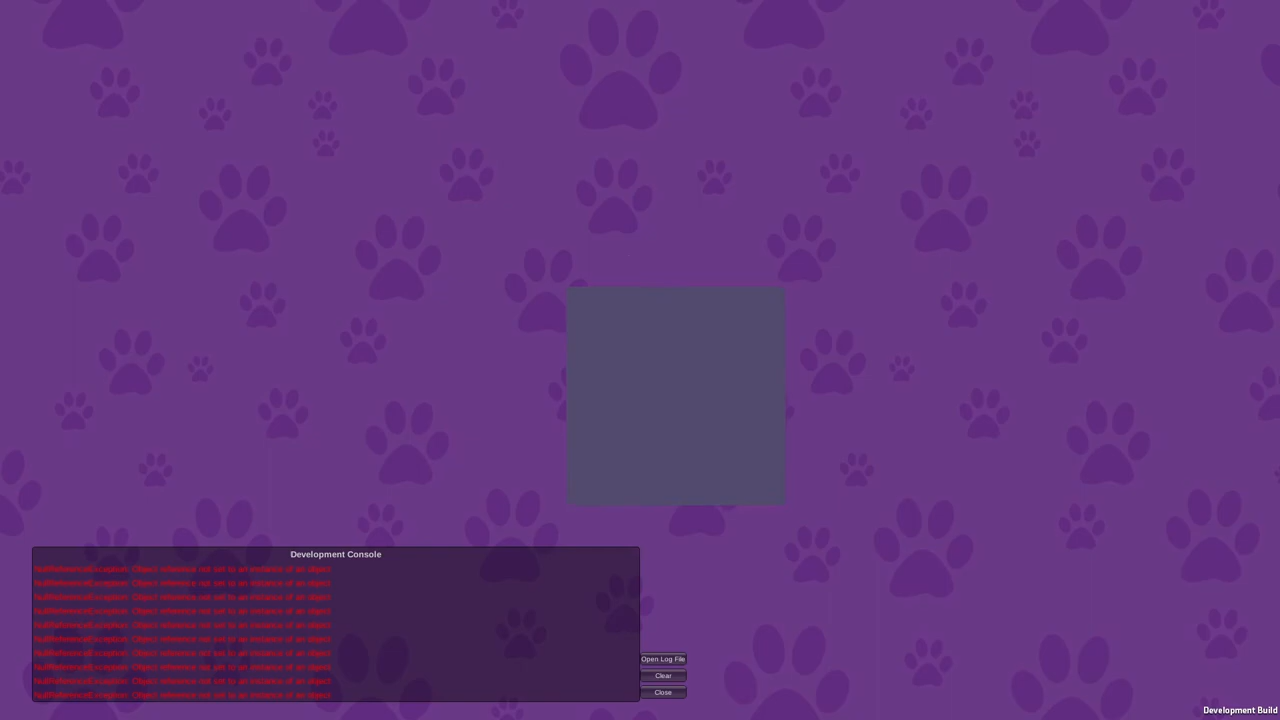 Development Console
NullReferenceException: Object reference not set to an instance of an object
NullReferenceException: Object reference not set to an instance of an object
NullReferenceException: Object reference not set to an instance of an object
NullReferenceException: Object reference not set to an instance of an object
NullReferenceException: Object reference not set to an instance of an object
NullReferenceException: Object reference not set to an instance of an object
NullReferenceException: Object reference not set to an instance of an object
NullReferenceException: Object reference not set to an instance of an object
NullReferenceException: Object reference not set to an instance of an object
NullReferenceException: Object reference not set to an instance of an object
Open Log File
Clear
Close
Development Build